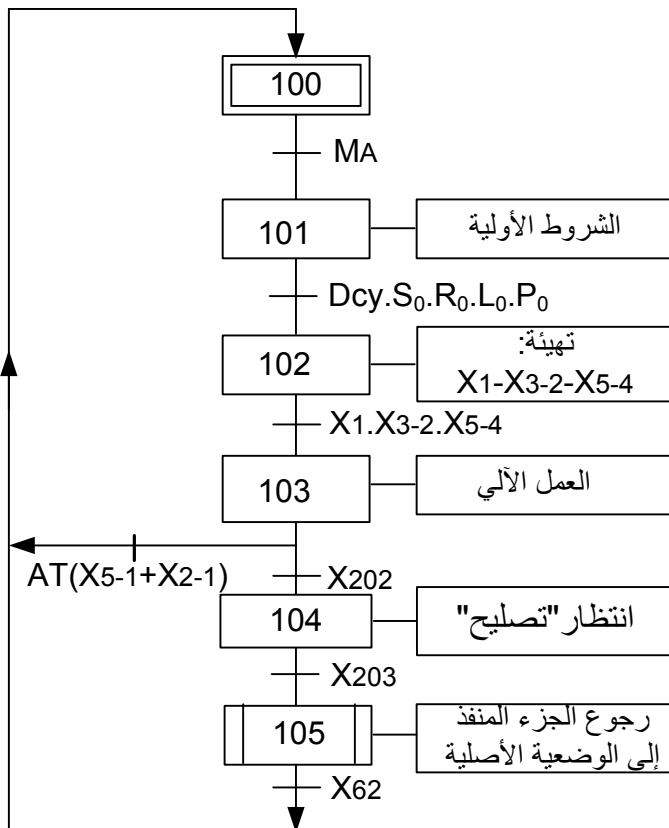 100
MA
101
الشروط الأولية
Dcy.S₀.R₀.L₀.P₀
102
تهيئة:
X1-X3-2-X5-4
X1.X3-2.X5-4
103
العمل الآلي
AT(X5-1+X2-1)
X202
104
انتظار"تصليح"
X203
105
رجوع الجزء المنفذ
إلى الوضعية الأصلية
X62